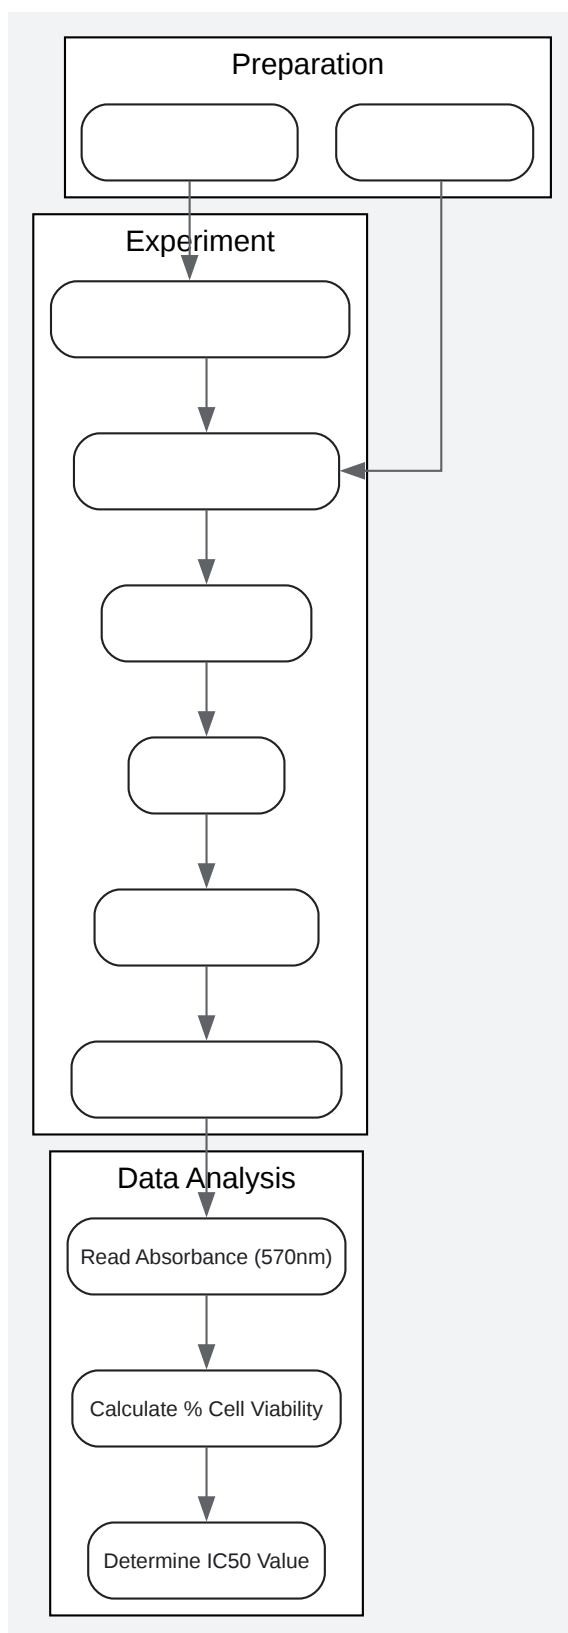 Preparation
Experiment
Data Analysis
Read Absorbance (570nm)
Calculate % Cell Viability
Determine IC50 Value